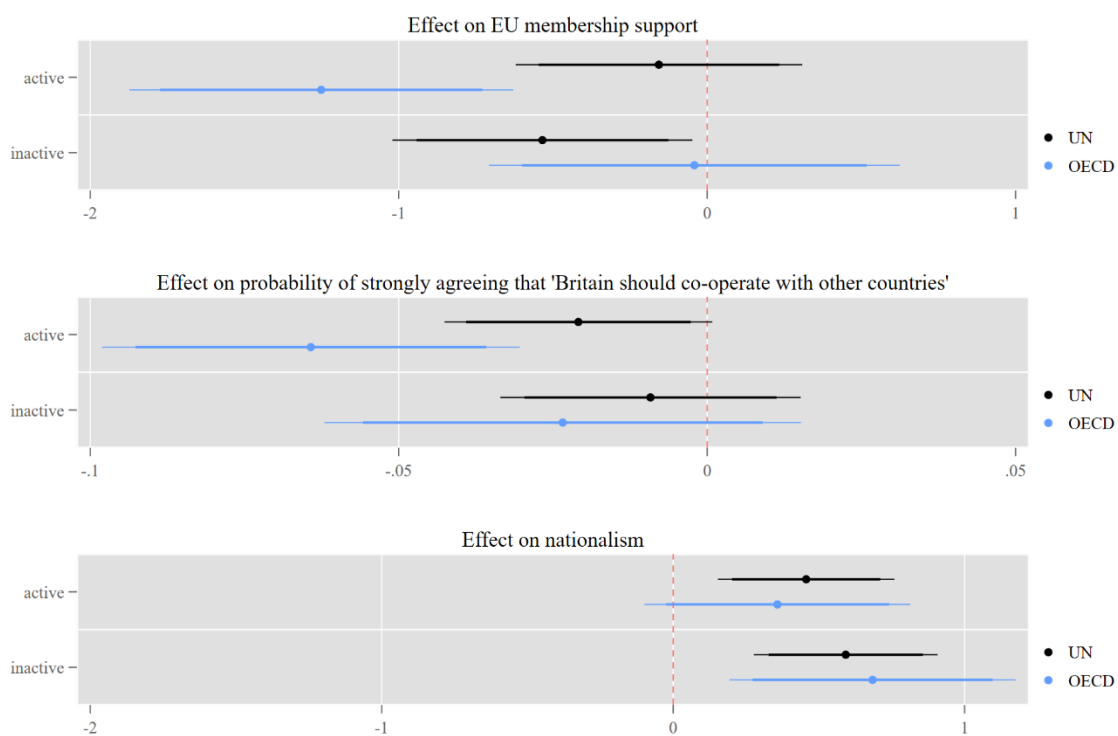 Effect on EU membership support
active
inactive
UN
OECD
-2 -1 0 1
Effect on probability of strongly agreeing that 'Britain should co-operate with other countries'
active
inactive
UN
OECD
-.1 -.05 0 .05
Effect on nationalism
active
inactive
UN
OECD
-2 -1 0 1